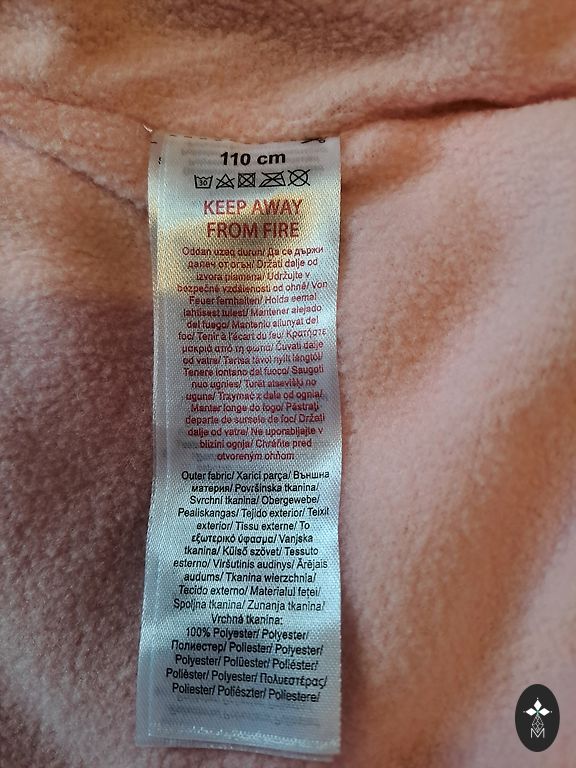 110 cm
30
KEEP AWAY
FROM FIRE
Oddan uzaq durun/ Да се държи
далеч от огън/ Držati dalje od
izvora plamena/ Udržujte v
bezpečné vzdálenosti od ohně/ Von
Feuer fernhalten/ Hoida eemal
lahtisest tulest/ Mantener alejado
del fuego/ Manteniu allunyat del
foc/ Tenir à l'écart du feu/ Κρατήστε
μακριά από τη φωτιά/ Čuvati dalje
od vatre/ Tartsa távol nyílt lángtól/
Tenere lontano dal fuoco/ Saugoti
nuo ugnies/ Turēt atsevišķi no
uguns/ Trzymać z dala od ognia/
Manter longe do fogo/ Păstrați
departe de sursele de foc/ Držati
dalje od vatre/ Ne uporabljajte v
bližini ognja/ Chráňte pred
otvoreným ohňom
Outer fabric/ Xarici parça/ Външна
материя/ Površinska tkanina/
Svrchní tkanina/ Obergewebe/
Pealiskangas/ Tejido exterior/ Teixit
exterior/ Tissu externe/ Το
εξωτερικό ύφασμα/ Vanjska
tkanina/ Külső szövet/ Tessuto
esterno/ Viršutinis audinys/ Ārējais
audums/ Tkanina wierzchnia/
Tecido externo/ Materialul feței/
Spoljna tkanina/ Zunanja tkanina/
Vrchná tkanina:
100% Polyester/ Polyester/
Полиестер/ Poliester/ Polyester/
Polyester/ Polüester/ Poliéster/
Polièster/ Polyester/ Πολυεστέρας/
Poliester/ Poliészter/ Poliestere/
M